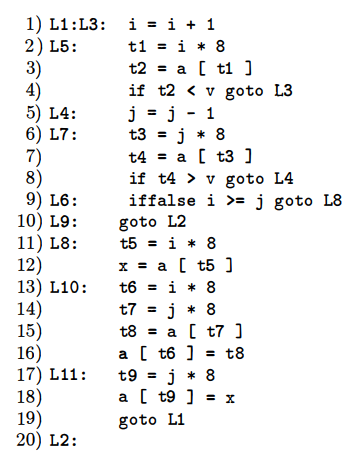 1) L1:L3: i = i + 1
2) L5: t1 = i * 8
3) t2 = a [ t1 ]
4) if t2 < v goto L3
5) L4: j = j - 1
6) L7: t3 = j * 8
7) t4 = a [ t3 ]
8) if t4 > v goto L4
9) L6: iffalse i >= j goto L8
10) L9: goto L2
11) L8: t5 = i * 8
12) x = a [ t5 ]
13) L10: t6 = i * 8
14) t7 = j * 8
15) t8 = a [ t7 ]
16) a [ t6 ] = t8
17) L11: t9 = j * 8
18) a [ t9 ] = x
19) goto L1
20) L2: